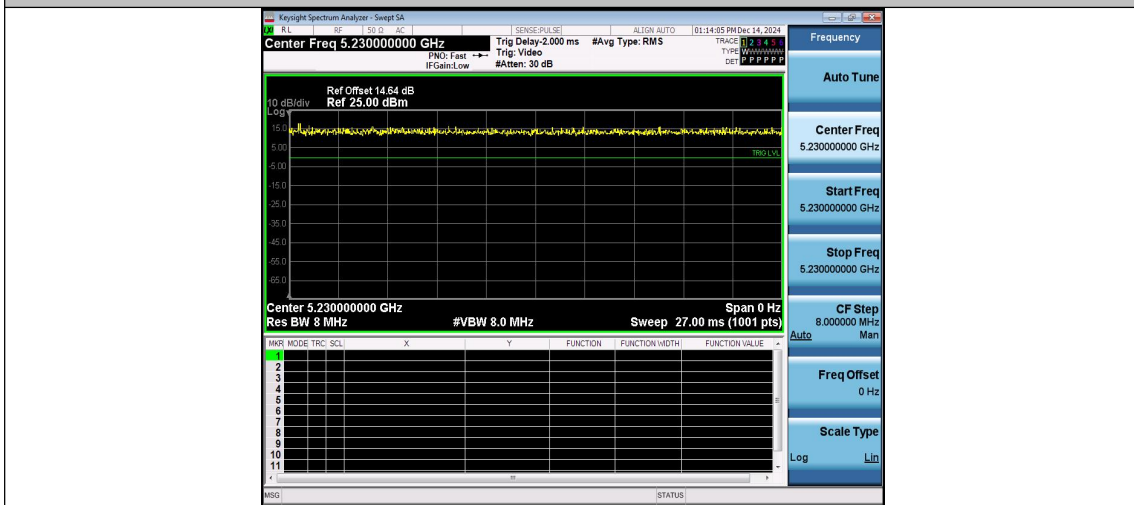 Keysight Spectrum Analyzer - Swept SA
RL RF 50 Ω AC SENSE:PULSE ALIGN AUTO 01:14:05 PM Dec 14, 2024
Center Freq 5.230000000 GHz
PNO: Fast
IFGain:Low
Trig Delay-2.000 ms
Trig: Video
#Atten: 30 dB
#Avg Type: RMS
TRACE 1 2 3 4 5 6
TYPE
DET P P P P P P
Ref Offset 14.64 dB
10 dB/div Ref 25.00 dBm
Log
15.0
5.00
TRIG LVL
-5.00
-15.0
-25.0
-35.0
-45.0
-55.0
-65.0
Center 5.230000000 GHz Span 0 Hz
Res BW 8 MHz #VBW 8.0 MHz Sweep 27.00 ms (1001 pts)
MKR MODE TRC SCL X Y FUNCTION FUNCTION WIDTH FUNCTION VALUE
1
2
3
4
5
6
7
8
9
10
11
MSG STATUS
Frequency
Auto Tune
Center Freq
5.230000000 GHz
Start Freq
5.230000000 GHz
Stop Freq
5.230000000 GHz
CF Step
8.000000 MHz
Auto Man
Freq Offset
0 Hz
Scale Type
Log Lin